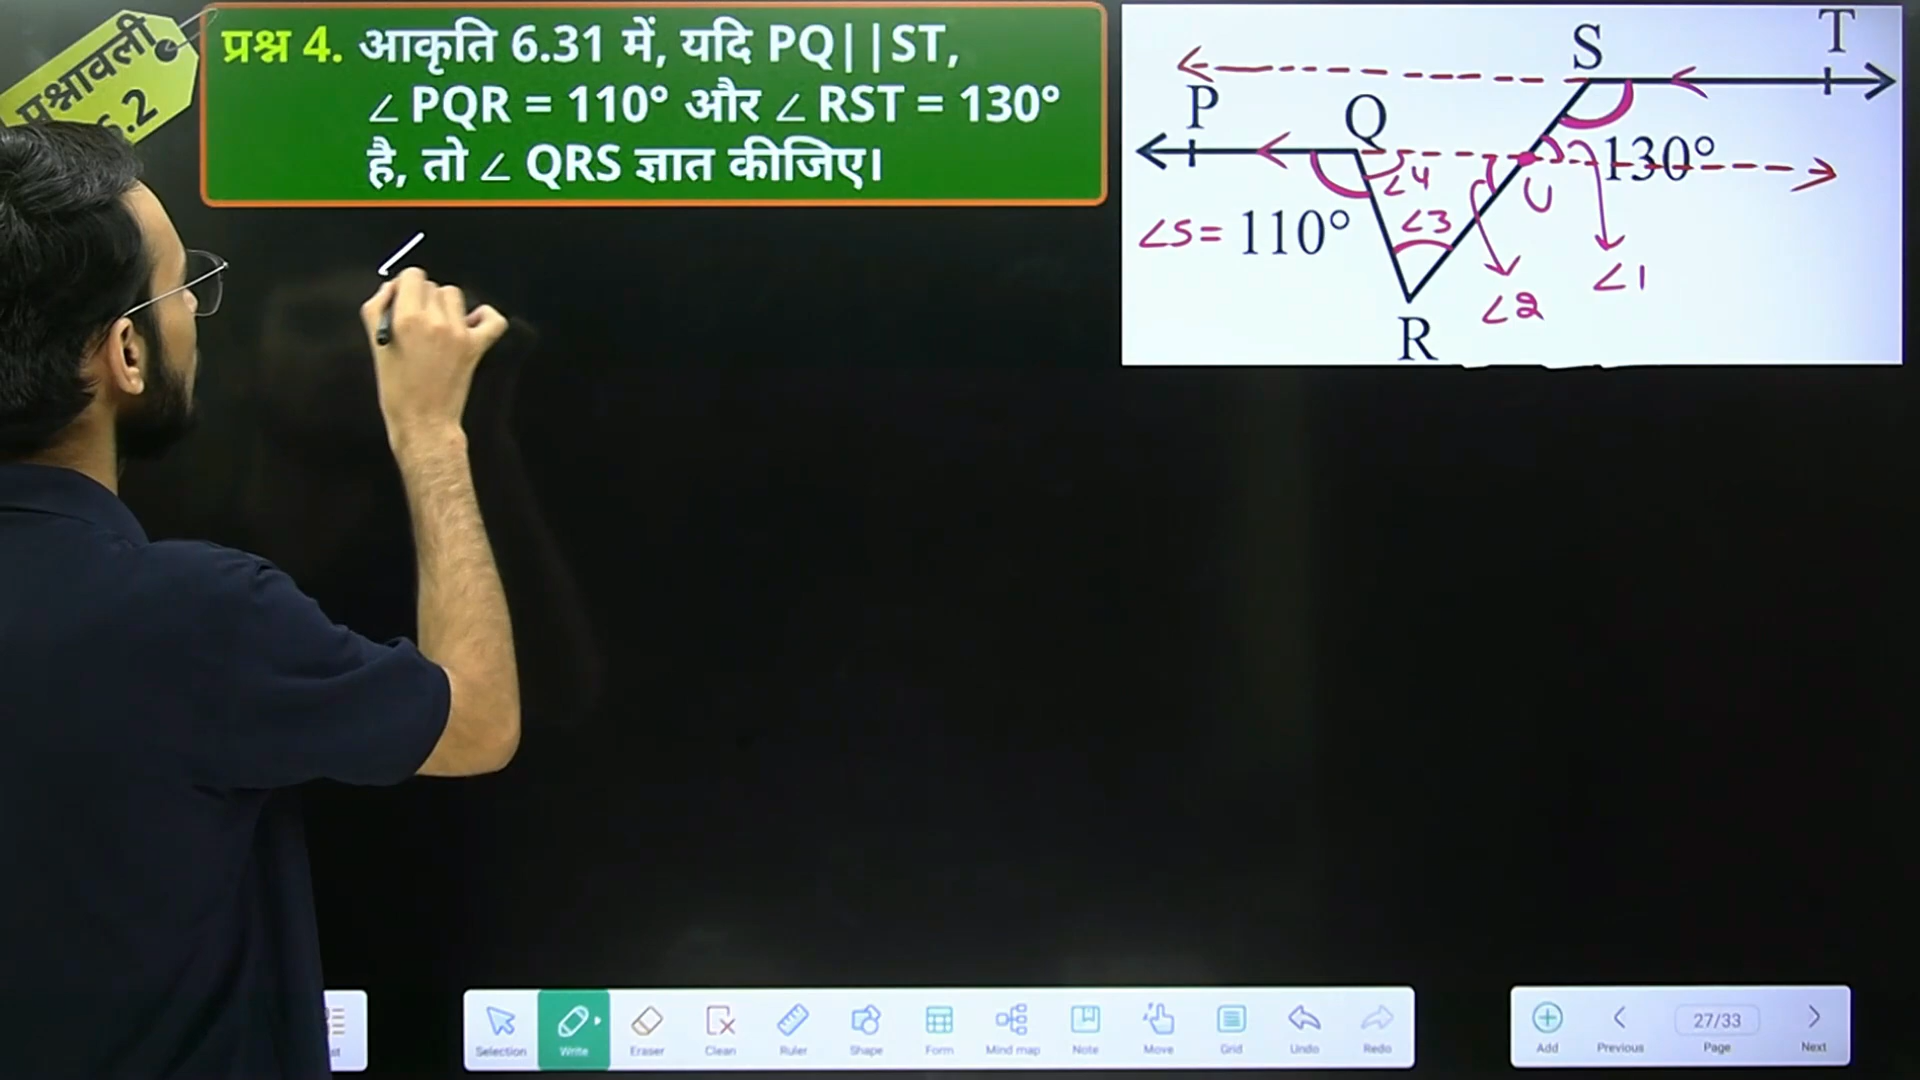 प्रश्नावली
6.2
प्रश्न 4. आकृति 6.31 में, यदि PQ||ST,
∠ PQR = 110° और ∠ RST = 130°
है, तो ∠ QRS ज्ञात कीजिए।
S
T
P
Q
130°
∠4
U
∠5= 110°
∠3
∠1
∠2
R
Selection
Write
Eraser
Clean
Ruler
Shape
Form
Mind map
Note
Move
Grid
Undo
Redo
Add
Previous
27/33
Page
Next